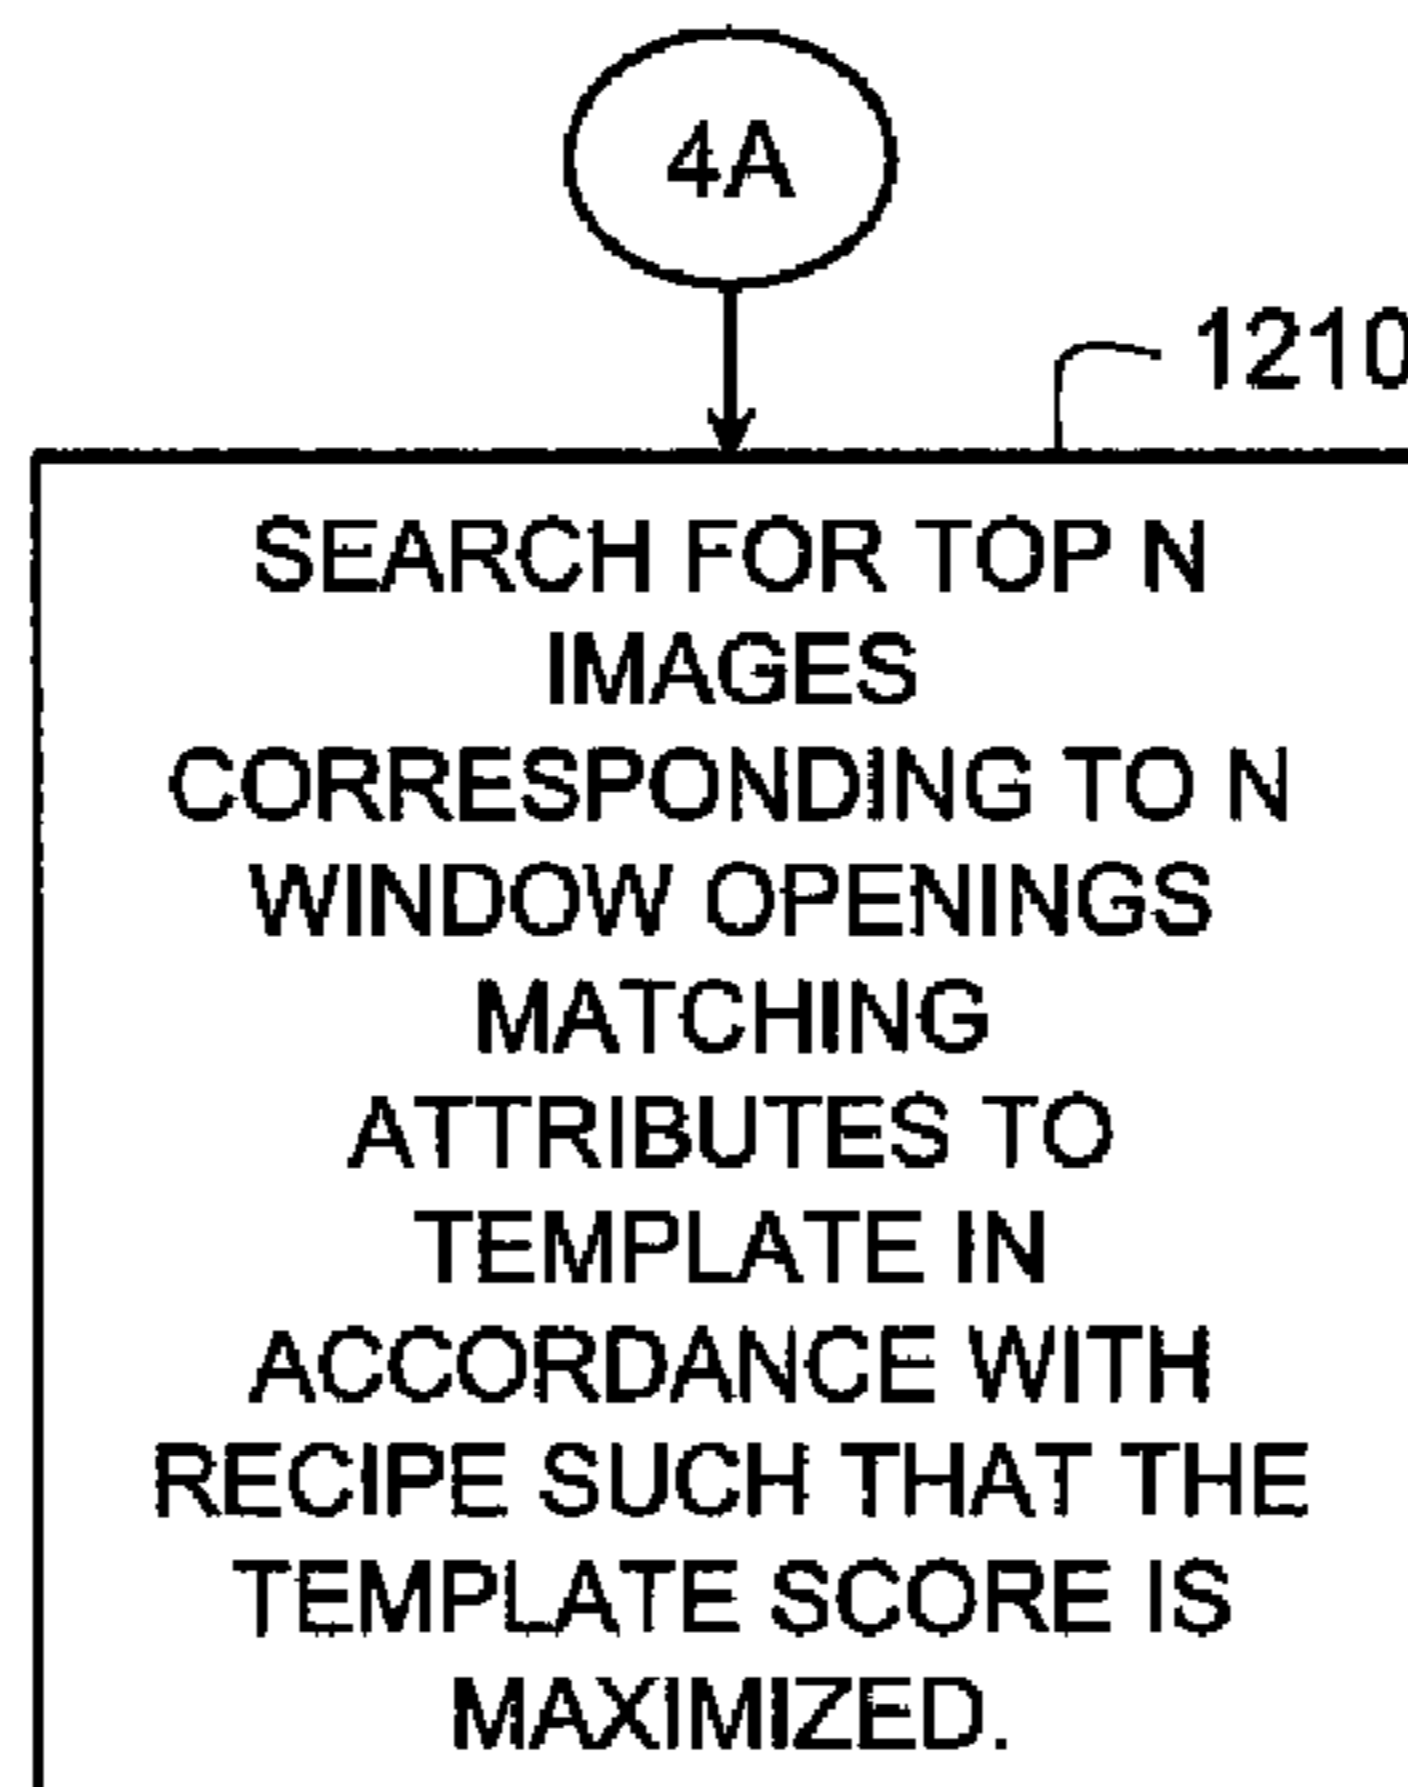 4A
1210
SEARCH FOR TOP N
IMAGES
CORRESPONDING TO N
WINDOW OPENINGS
MATCHING
ATTRIBUTES TO
TEMPLATE IN
ACCORDANCE WITH
RECIPE SUCH THAT THE
TEMPLATE SCORE IS
MAXIMIZED.